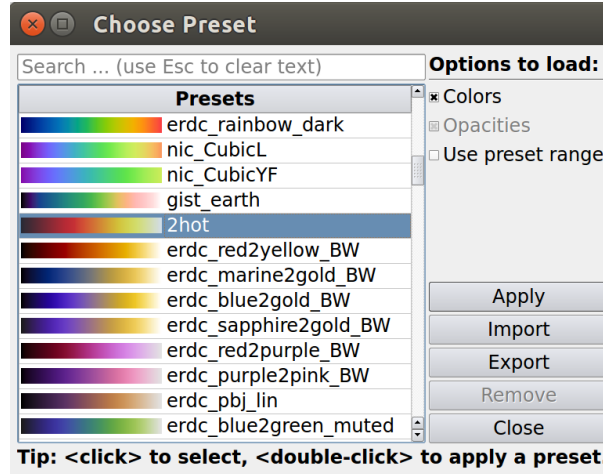 Choose Preset
Search ... (use Esc to clear text)
Options to load:
Presets
Colors
Opacities
Use preset range
erdc_rainbow_dark
nic_CubicL
nic_CubicYF
gist_earth
2hot
erdc_red2yellow_BW
erdc_marine2gold_BW
erdc_blue2gold_BW
erdc_sapphire2gold_BW
erdc_red2purple_BW
erdc_purple2pink_BW
erdc_pbj_lin
erdc_blue2green_muted
Apply
Import
Export
Remove
Close
Tip: <click> to select, <double-click> to apply a preset